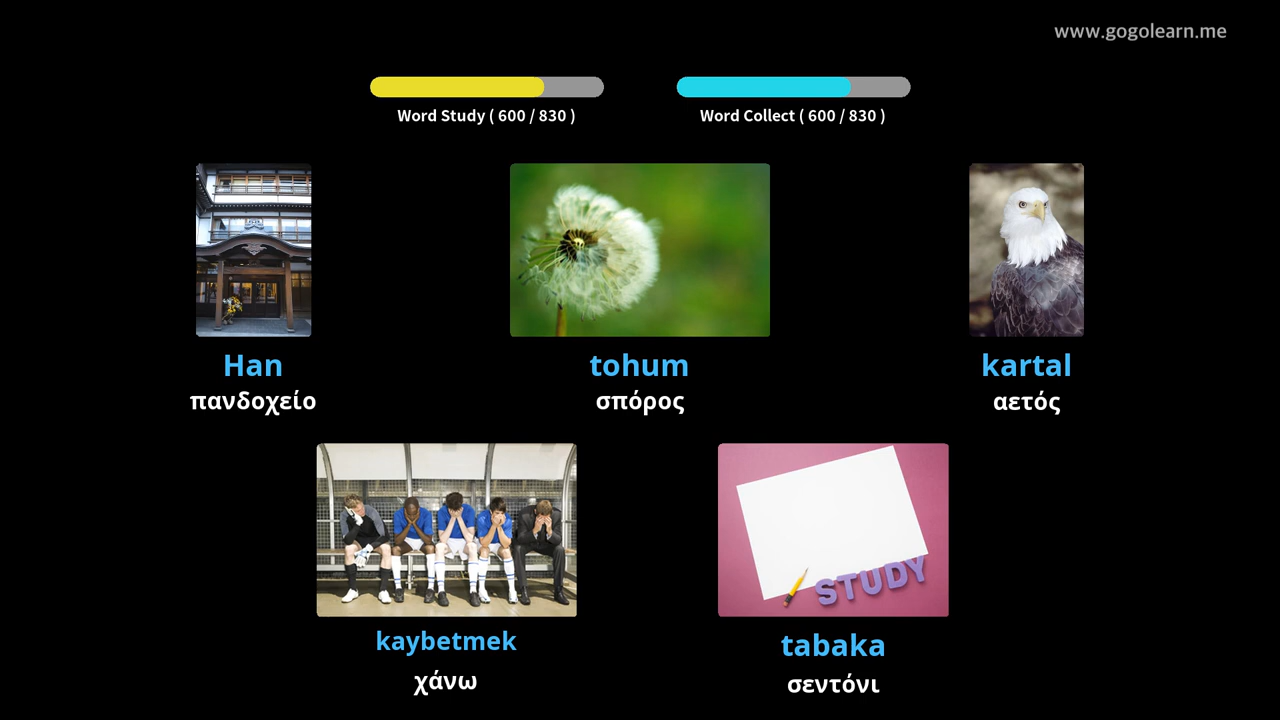 www.gogolearn.me
Word Study ( 600 / 830 )
Word Collect ( 600 / 830 )
Han
πανδοχείο
tohum
σπόρος
kartal
αετός
STUDY
kaybetmek
χάνω
tabaka
σεντόνι